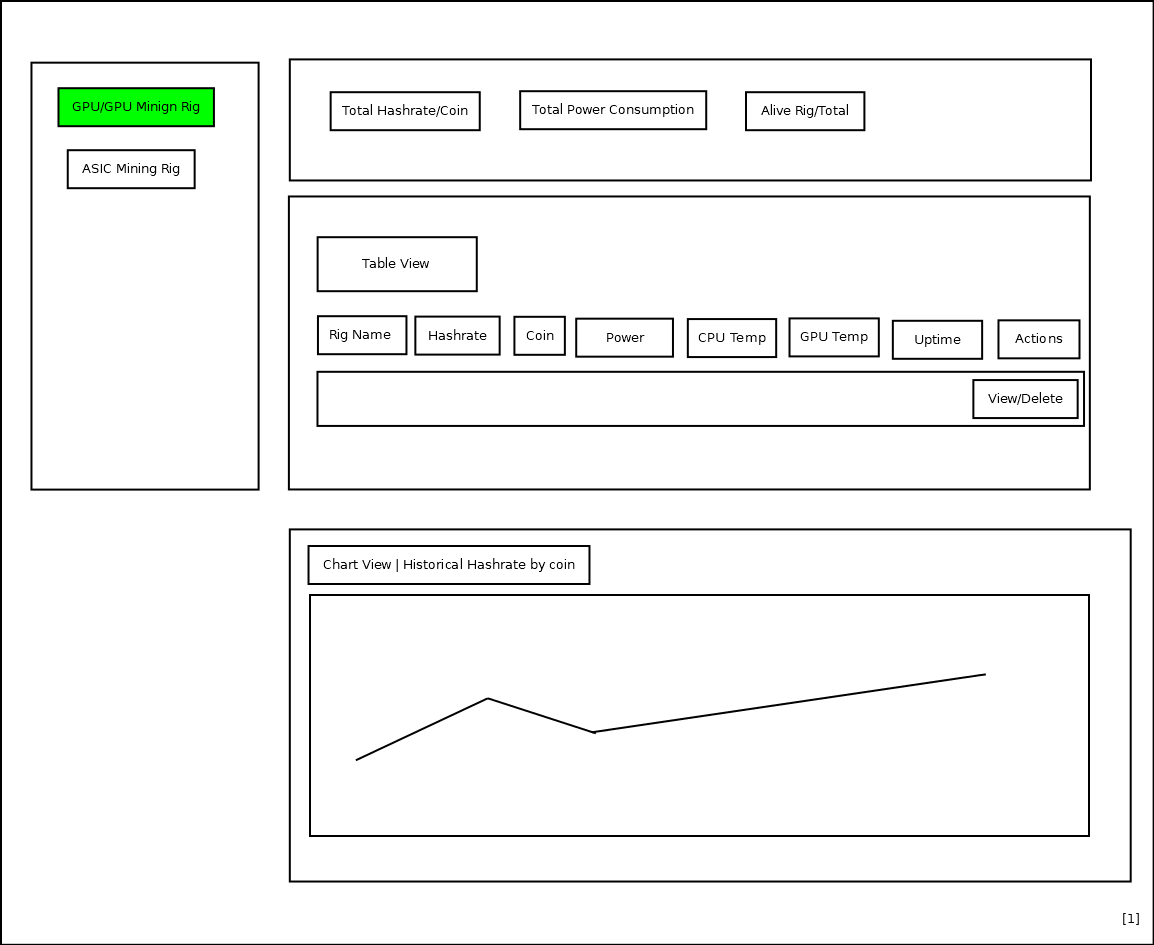 GPU/GPU Minign Rig
ASIC Mining Rig
Total Hashrate/Coin
Total Power Consumption
Alive Rig/Total
Table View
Rig Name
Hashrate
Coin
Power
CPU Temp
GPU Temp
Uptime
Actions
View/Delete
Chart View | Historical Hashrate by coin
[1]